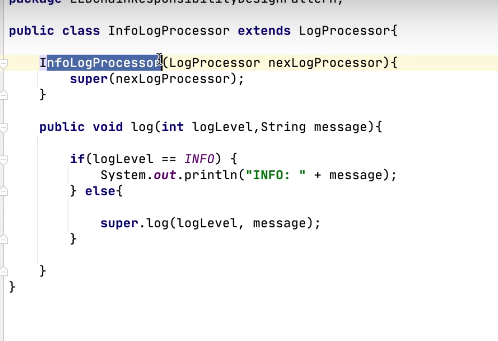 public class InfoLogProcessor extends LogProcessor{
InfoLogProcessor(LogProcessor nexLogProcessor){
super(nexLogProcessor);
}
public void log(int logLevel,String message){
if(logLevel == INFO) {
System.out.println("INFO: " + message);
} else{
super.log(logLevel, message);
}
}
}